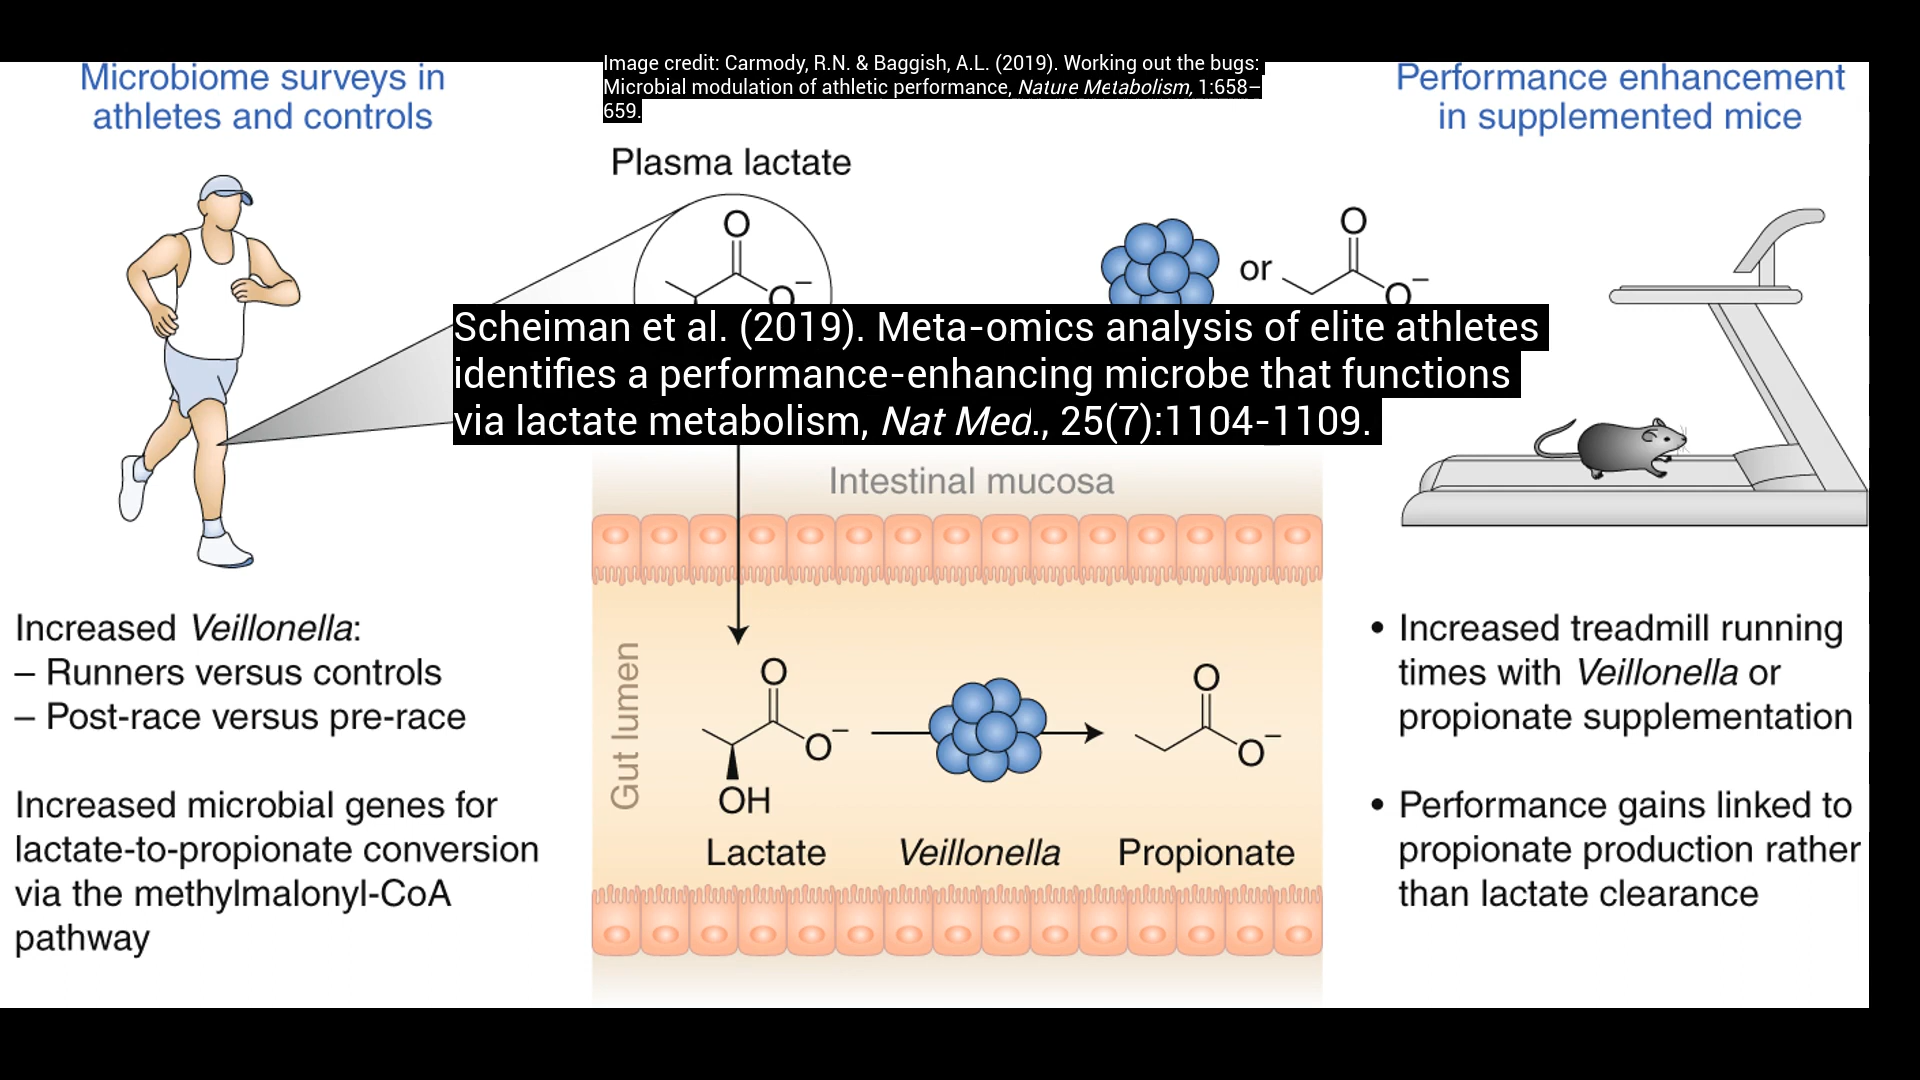 Image credit: Carmody, R.N. & Baggish, A.L. (2019). Working out the bugs:
Microbial modulation of athletic performance, Nature Metabolism, 1:658–
659.
Microbiome surveys in
athletes and controls
Performance enhancement
in supplemented mice
Plasma lactate
O
O–
or
O
O–
Scheiman et al. (2019). Meta-omics analysis of elite athletes
identifies a performance-enhancing microbe that functions
via lactate metabolism, Nat Med., 25(7):1104-1109.
Intestinal mucosa
Gut lumen
O
O–
OH
O
O–
Lactate
Veillonella
Propionate
Increased Veillonella:
– Runners versus controls
– Post-race versus pre-race
Increased microbial genes for
lactate-to-propionate conversion
via the methylmalonyl-CoA
pathway
• Increased treadmill running
times with Veillonella or
propionate supplementation
• Performance gains linked to
propionate production rather
than lactate clearance